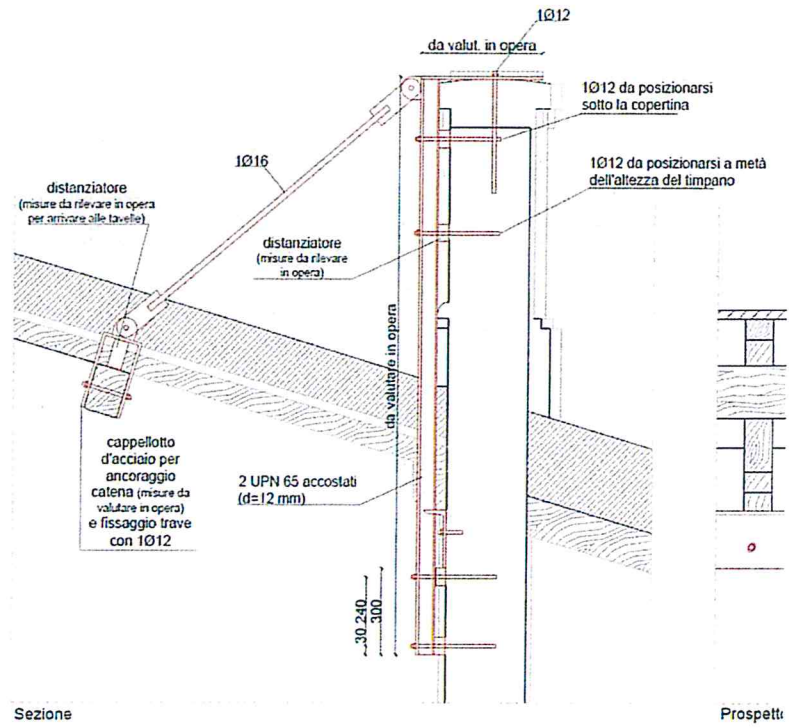 1Ø12
da valut. in opera
1Ø12 da posizionarsi
sotto la copertina
1Ø16
1Ø12 da posizionarsi a metà
dell'altezza del timpano
distanziatore
(misure da rilevare in opera
per arrivare alle tavelle)
distanziatore
(misure da rilevare
in opera)
da valutare in opera
cappellotto
d'acciaio per
ancoraggio
catena (misure da
valutare in opera)
e fissaggio trave
con 1Ø12
2 UPN 65 accostati
(d=12 mm)
30 240
300
Sezione
Prospetto